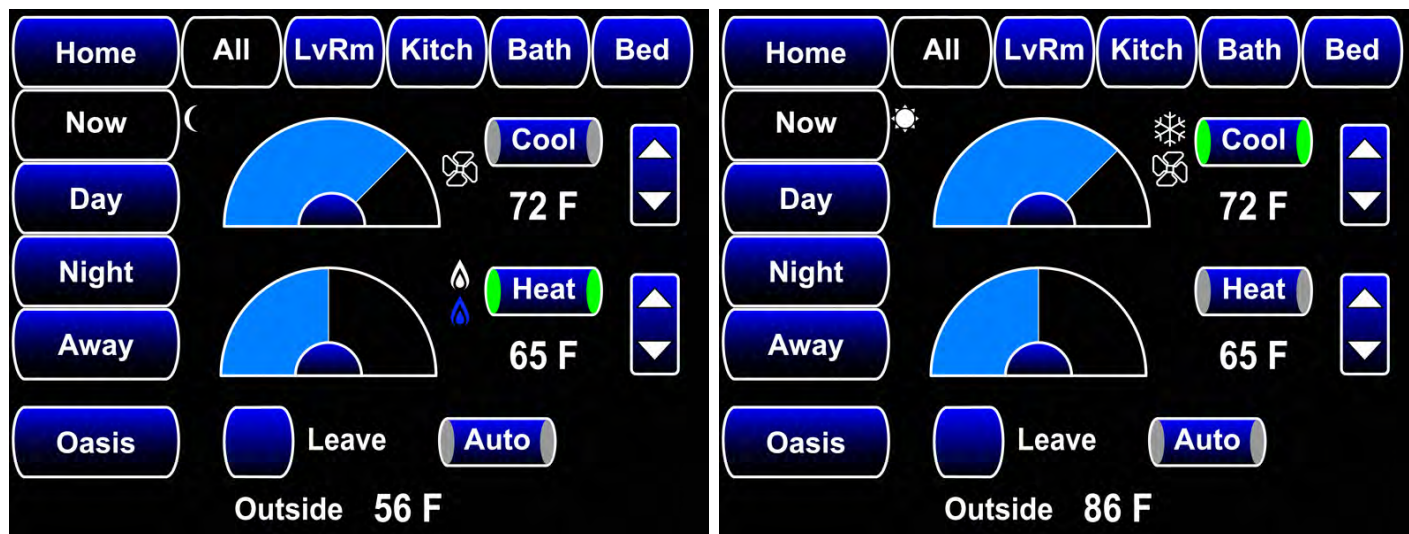 Home All LvRm Kitch Bath Bed
Now
Cool
Day
72 F
Night
Heat
Away
65 F
Oasis Leave Auto
Outside 56 F
Home All LvRm Kitch Bath Bed
Now
Cool
Day
72 F
Night
Heat
Away
65 F
Oasis Leave Auto
Outside 86 F